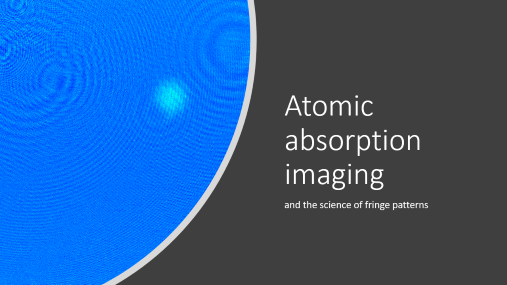 Atomic
absorption
imaging
and the science of fringe patterns